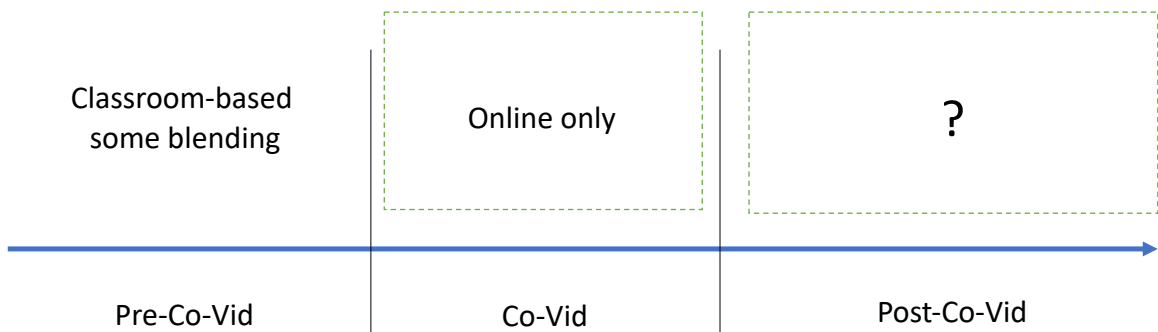 Classroom-based
some blending
Online only
?
Pre-Co-Vid
Co-Vid
Post-Co-Vid